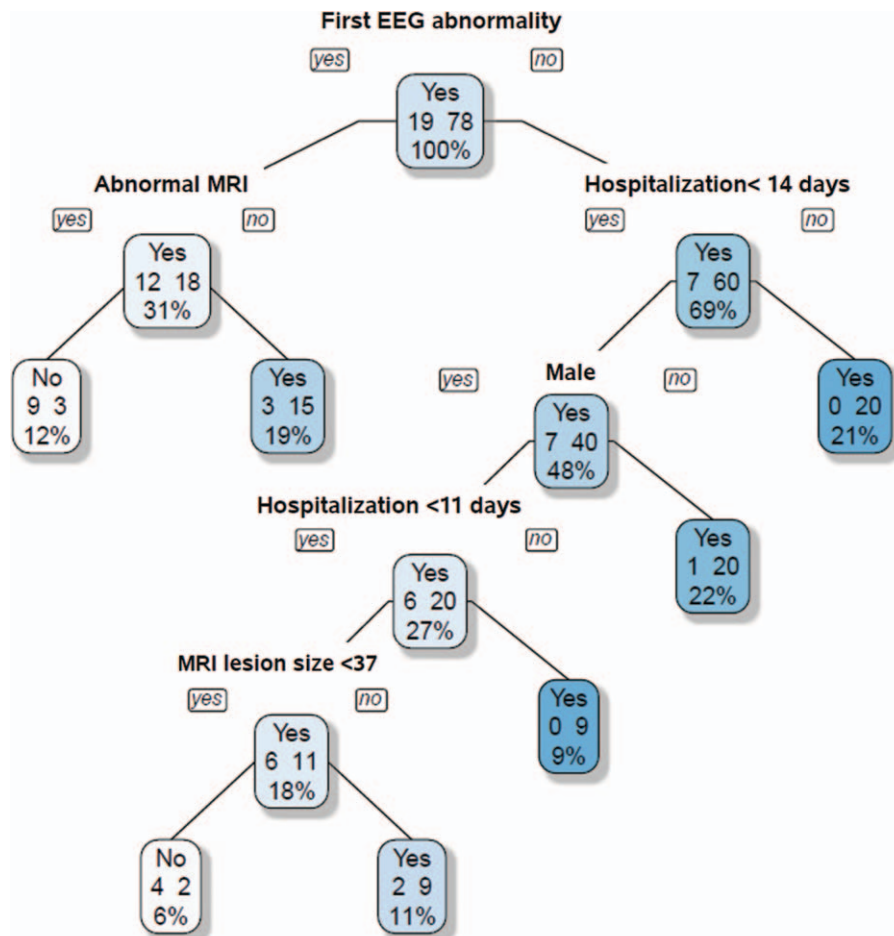 First EEG abnormality
yes no
Yes
19 78
100%
Abnormal MRI
yes no
Yes
12 18
31%
No
9 3
12%
Yes
3 15
19%
Hospitalization< 14 days
yes no
Yes
7 60
69%
Male
yes no
Yes
7 40
48%
Yes
0 20
21%
Hospitalization <11 days
yes no
Yes
6 20
27%
Yes
1 20
22%
MRI lesion size <37
yes no
Yes
6 11
18%
Yes
0 9
9%
No
4 2
6%
Yes
2 9
11%